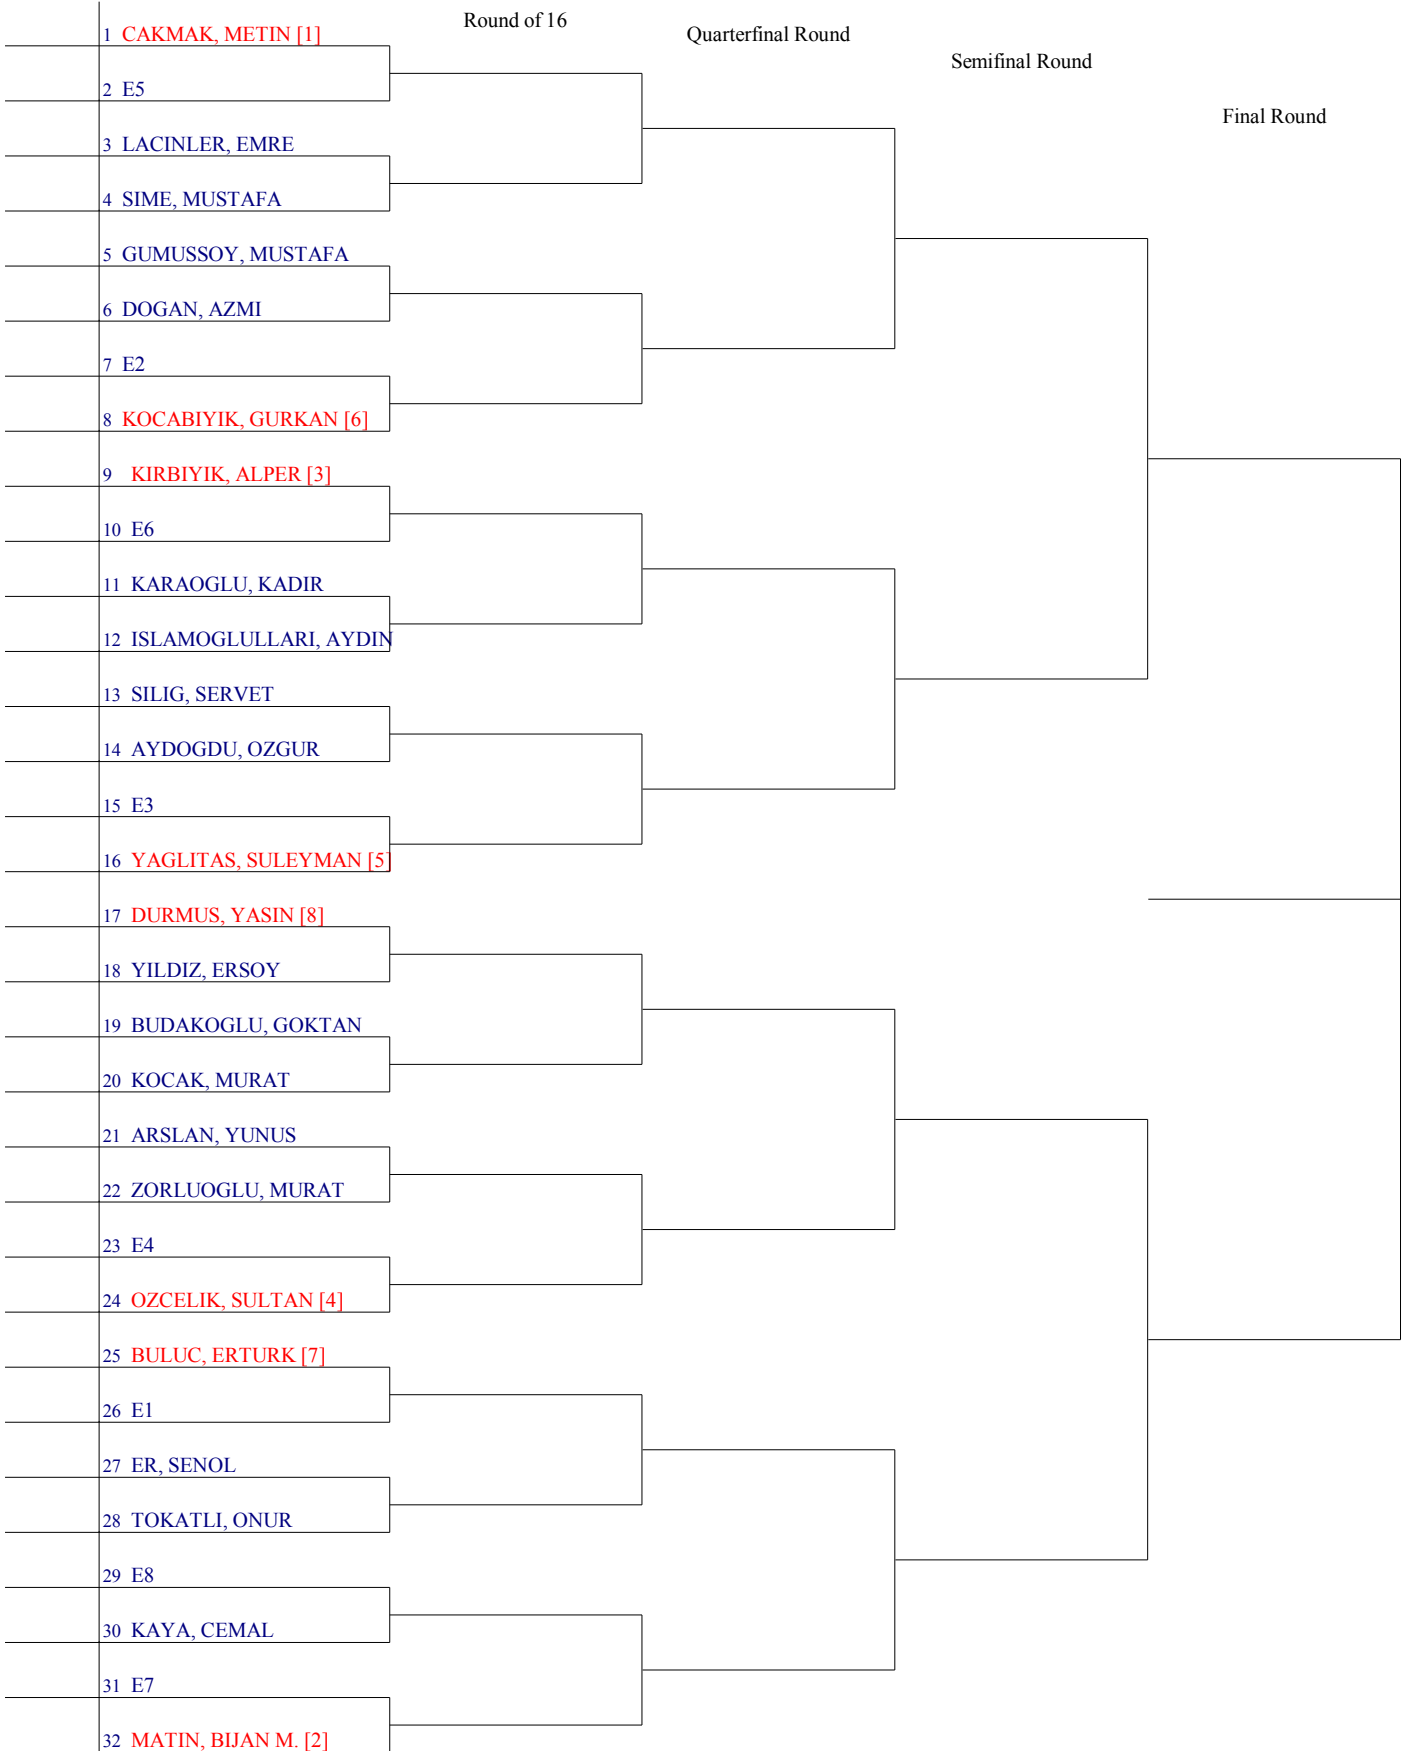 Round of 16
Quarterfinal Round
Semifinal Round
Final Round
1 CAKMAK, METIN [1]
2 E5
3 LACINLER, EMRE
4 SIME, MUSTAFA
5 GUMUSSOY, MUSTAFA
6 DOGAN, AZMI
7 E2
8 KOCABIYIK, GURKAN [6]
9 KIRBIYIK, ALPER [3]
10 E6
11 KARAOGLU, KADIR
12 ISLAMOGLULLARI, AYDIN
13 SILIG, SERVET
14 AYDOGDU, OZGUR
15 E3
16 YAGLITAS, SULEYMAN [5]
17 DURMUS, YASIN [8]
18 YILDIZ, ERSOY
19 BUDAKOGLU, GOKTAN
20 KOCAK, MURAT
21 ARSLAN, YUNUS
22 ZORLUOGLU, MURAT
23 E4
24 OZCELIK, SULTAN [4]
25 BULUC, ERTURK [7]
26 E1
27 ER, SENOL
28 TOKATLI, ONUR
29 E8
30 KAYA, CEMAL
31 E7
32 MATIN, BIJAN M. [2]